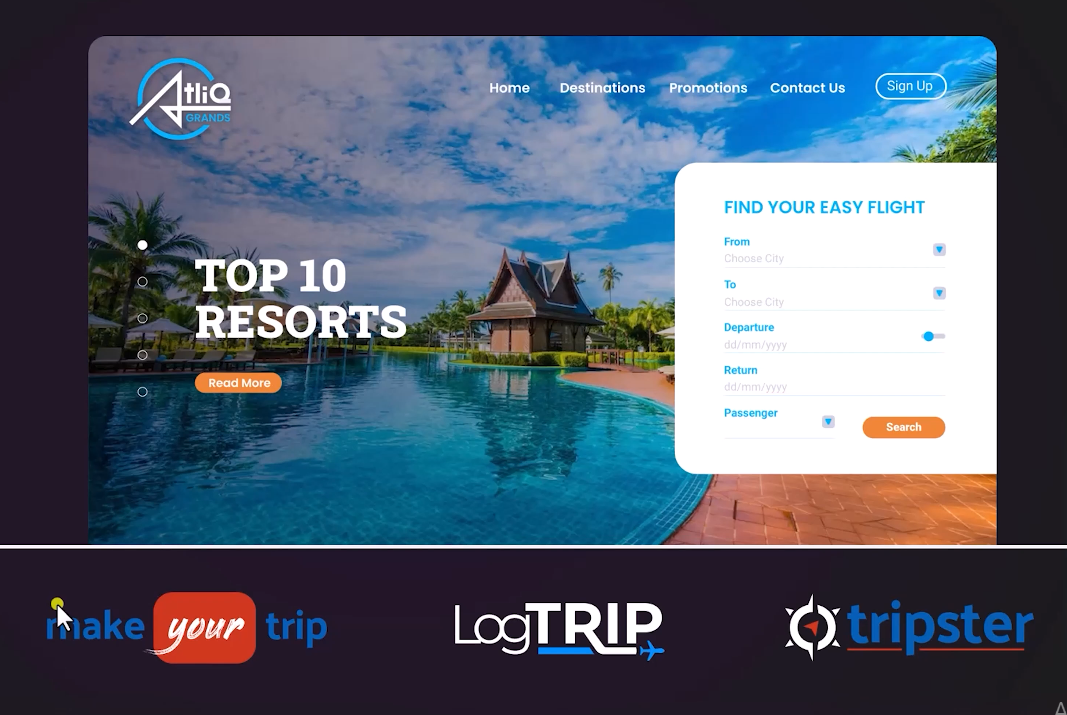 AtliQ
GRANDS
Home Destinations Promotions Contact Us Sign Up
FIND YOUR EASY FLIGHT
From
Choose City
To
Choose City
Departure
dd/mm/yyyy
Return
dd/mm/yyyy
Passenger
Search
TOP 10
RESORTS
Read More
make your trip
LogTRIP
tripster